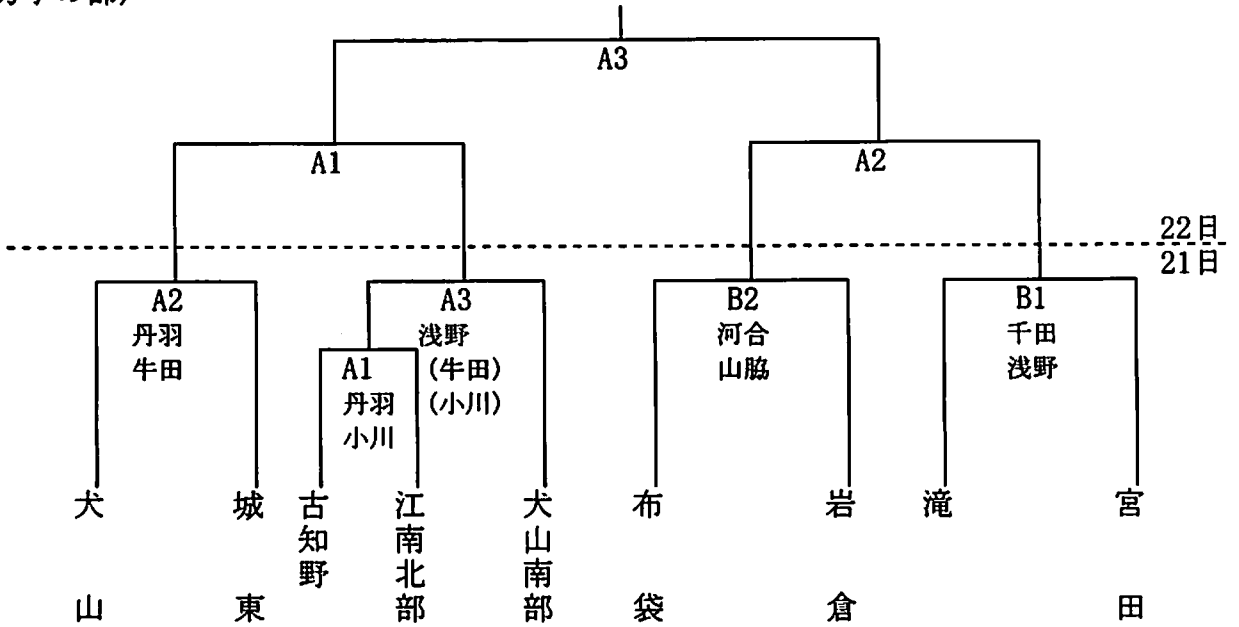 A3
A1
A2
22日
21日
A2
丹羽
牛田
A3
浅野
(牛田)
(小川)
A1
丹羽
小川
B2
河合
山脇
B1
千田
浅野
犬山
城東
古知野
江南北部
犬山南部
布袋
岩倉
滝
宮田